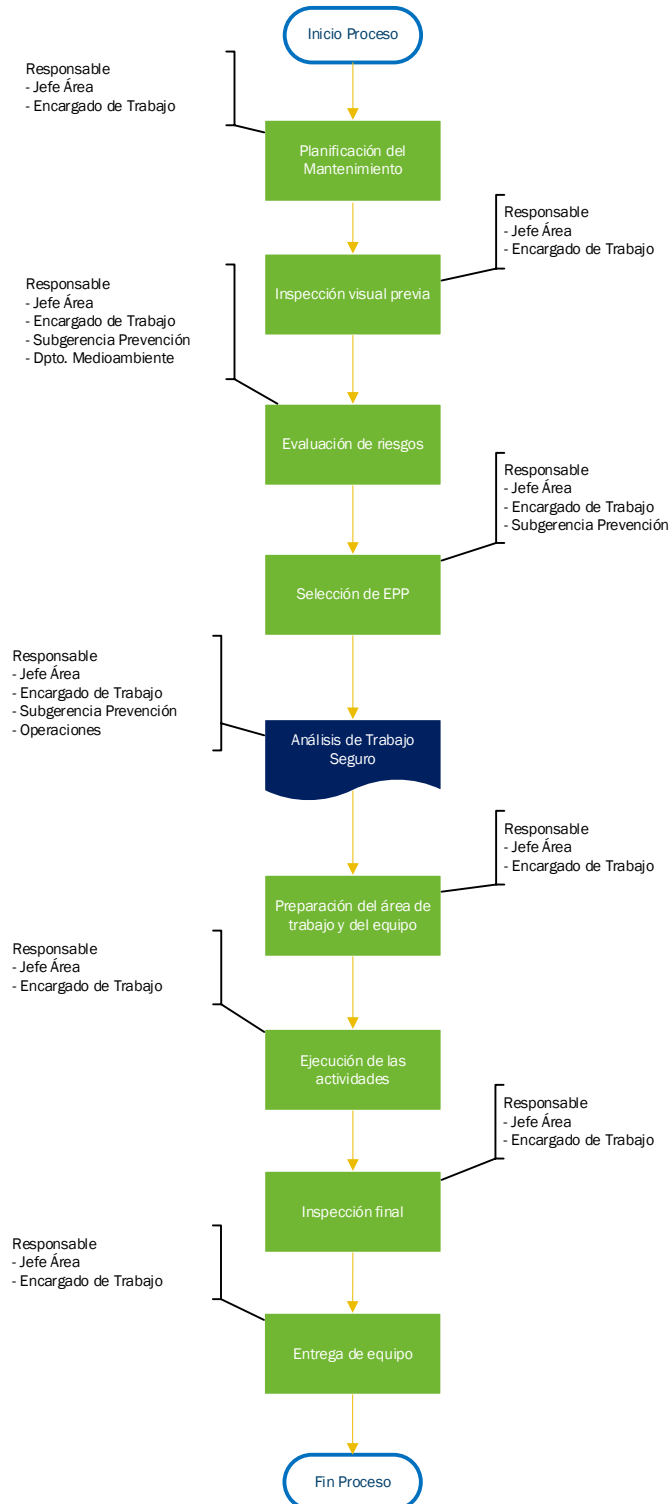 Inicio Proceso
Responsable
- Jefe Área
- Encargado de Trabajo
Planificación del
Mantenimiento
Responsable
- Jefe Área
- Encargado de Trabajo
Inspección visual previa
Responsable
- Jefe Área
- Encargado de Trabajo
- Subgerencia Prevención
- Dpto. Medioambiente
Evaluación de riesgos
Responsable
- Jefe Área
- Encargado de Trabajo
- Subgerencia Prevención
Selección de EPP
Responsable
- Jefe Área
- Encargado de Trabajo
- Subgerencia Prevención
- Operaciones
Análisis de Trabajo
Seguro
Responsable
- Jefe Área
- Encargado de Trabajo
Preparación del área de
trabajo y del equipo
Responsable
- Jefe Área
- Encargado de Trabajo
Ejecución de las
actividades
Responsable
- Jefe Área
- Encargado de Trabajo
Inspección final
Responsable
- Jefe Área
- Encargado de Trabajo
Entrega de equipo
Fin Proceso